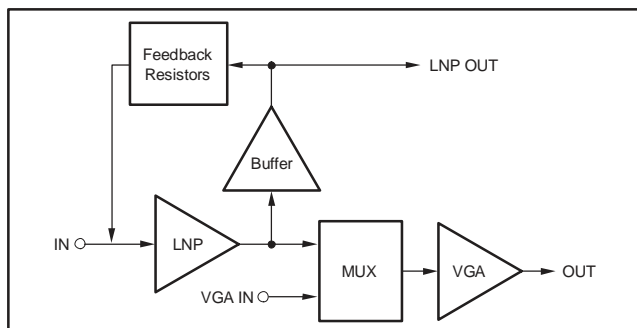 Feedback
Resistors
LNP OUT
Buffer
IN
LNP
MUX
VGA
OUT
VGA IN